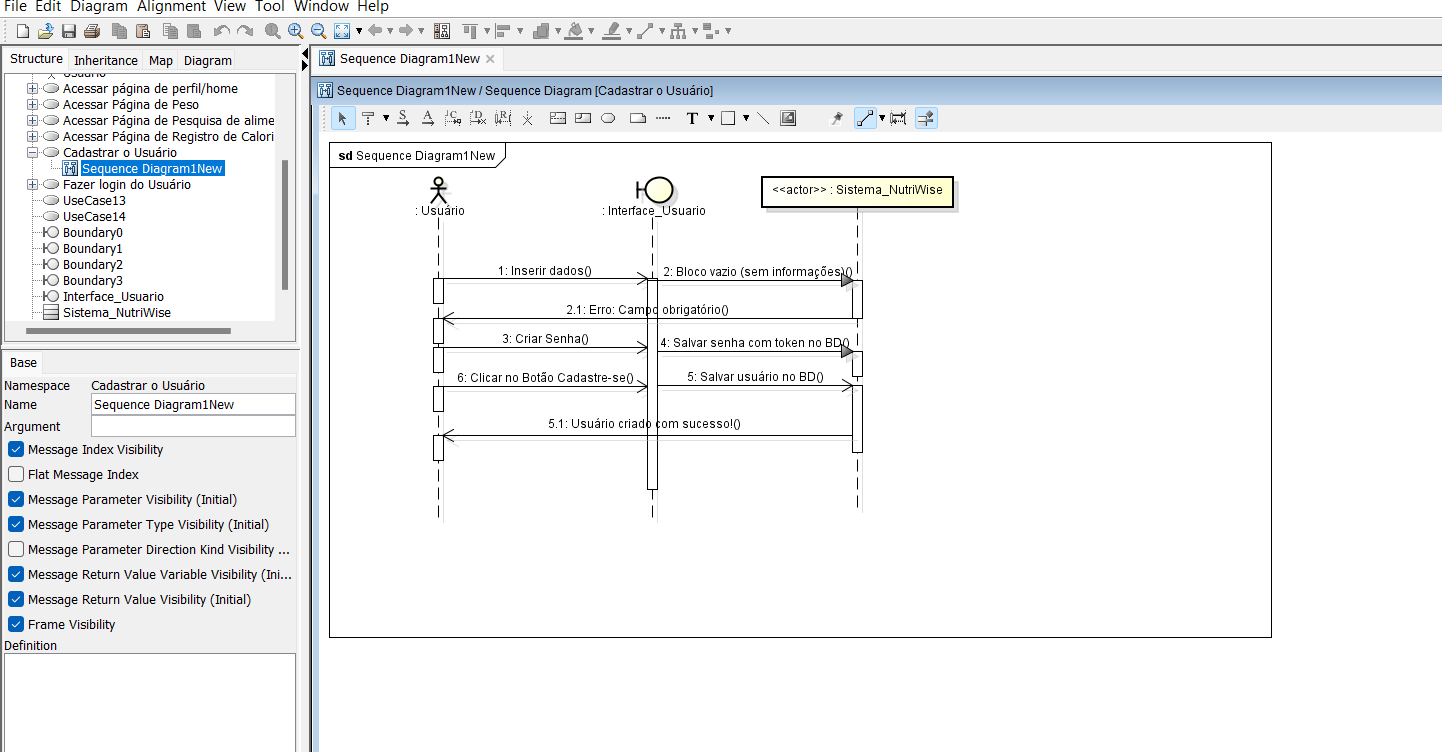 File Edit Diagram Alignment View Tool Window Help
Structure Inheritance Map Diagram
Usuário
Acessar página de perfil/home
Acessar Página de Peso
Acessar Página de Pesquisa de alime
Acessar Página de Registro de Calori
Cadastrar o Usuário
Sequence Diagram1New
Fazer login do Usuário
UseCase13
UseCase14
Boundary0
Boundary1
Boundary2
Boundary3
Interface_Usuario
Sistema_NutriWise
Base
Namespace Cadastrar o Usuário
Name Sequence Diagram1New
Argument
Message Index Visibility
Flat Message Index
Message Parameter Visibility (Initial)
Message Parameter Type Visibility (Initial)
Message Parameter Direction Kind Visibility ...
Message Return Value Variable Visibility (Ini...
Message Return Value Visibility (Initial)
Frame Visibility
Definition
Sequence Diagram1New
Sequence Diagram1New / Sequence Diagram [Cadastrar o Usuário]
sd Sequence Diagram1New
: Usuário
: Interface_Usuario
<<actor>> : Sistema_NutriWise
1: Inserir dados()
2: Bloco vazio (sem informações)()
2.1: Erro: Campo obrigatório()
3: Criar Senha()
4: Salvar senha com token no BD()
6: Clicar no Botão Cadastre-se()
5: Salvar usuário no BD()
5.1: Usuário criado com sucesso!()